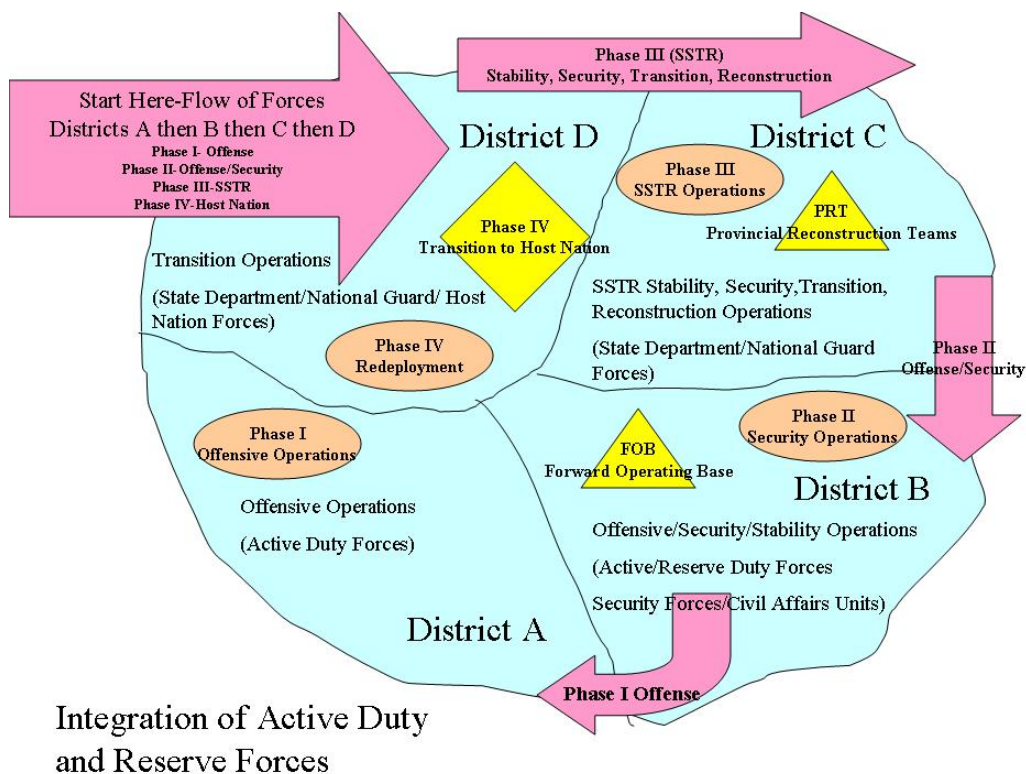 Phase III (SSTR)
Stability, Security, Transition, Reconstruction
Start Here-Flow of Forces
Districts A then B then C then D
Phase I- Offense
Phase II-Offense/Security
Phase III-SSTR
Phase IV-Host Nation
District D
District C
Phase III
SSTR Operations
PRT
Provincial Reconstruction Teams
Phase IV
Transition to Host Nation
Transition Operations
(State Department/National Guard/ Host
Nation Forces)
SSTR Stability, Security,Transition,
Reconstruction Operations
(State Department/National Guard
Forces)
Phase II
Offense/Security
Phase IV
Redeployment
Phase I
Offensive Operations
Phase II
Security Operations
FOB
Forward Operating Base
District B
Offensive Operations
(Active Duty Forces)
Offensive/Security/Stability Operations
(Active/Reserve Duty Forces
Security Forces/Civil Affairs Units)
District A
Phase I Offense
Integration of Active Duty
and Reserve Forces